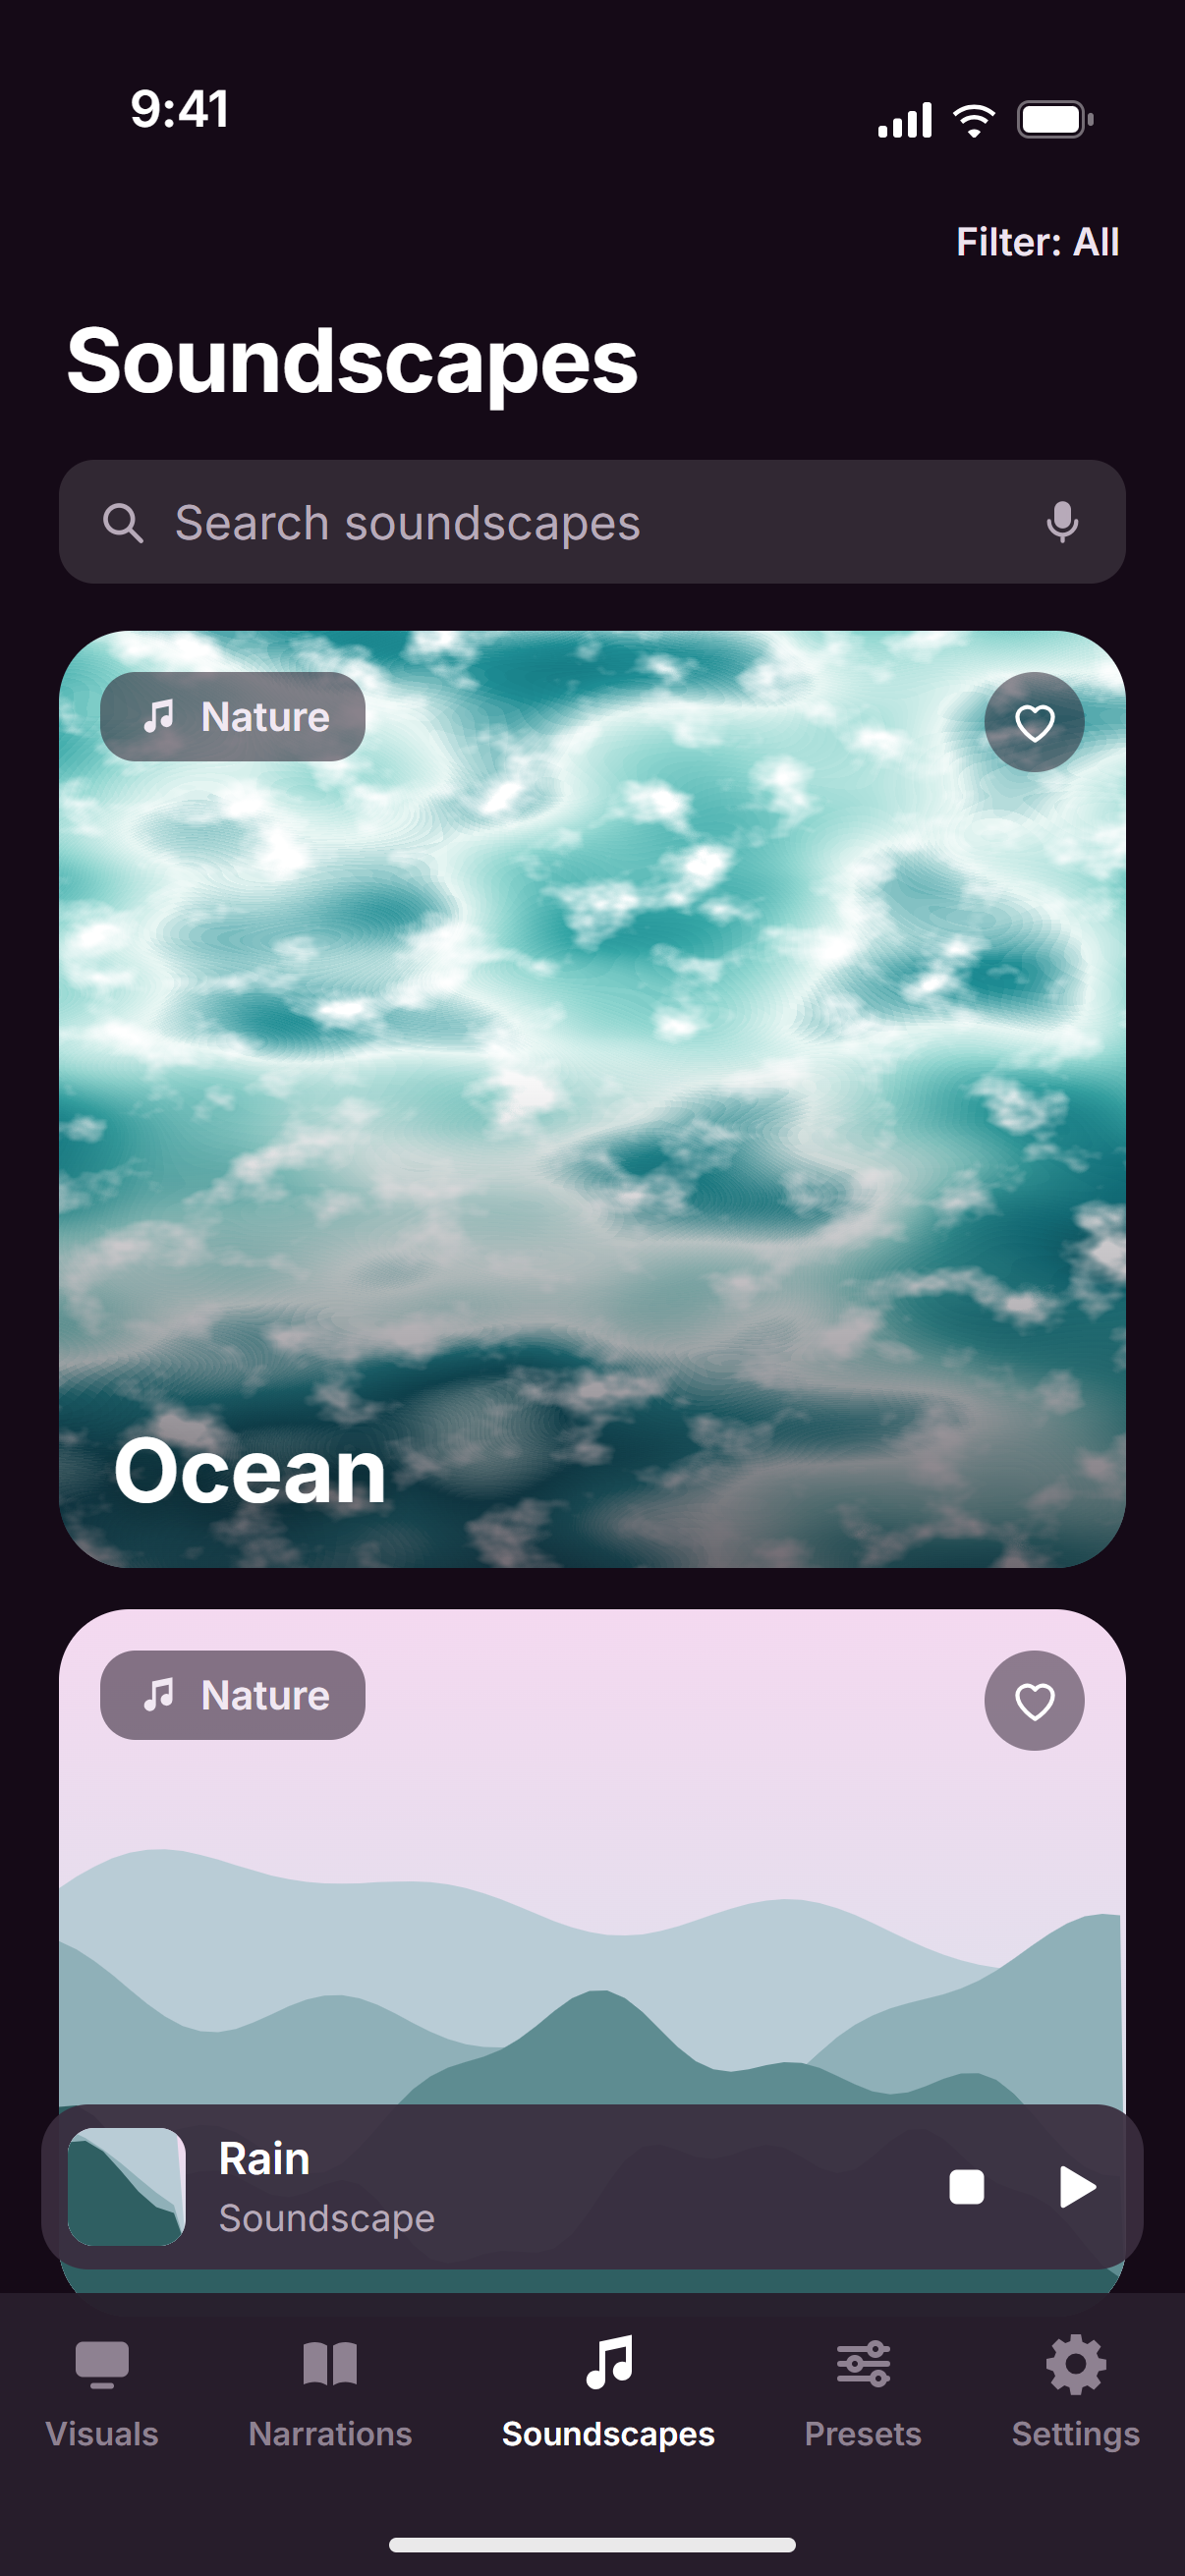 9:41
Filter: All
Soundscapes
Search soundscapes
Nature
Ocean
Nature
Rain
Soundscape
Visuals
Narrations
Soundscapes
Presets
Settings